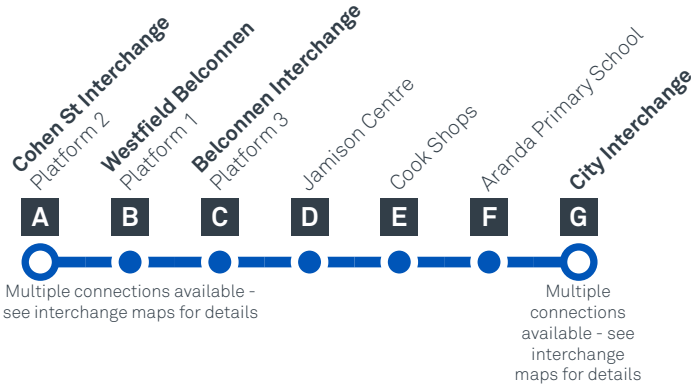 Cohen St Interchange
Platform 2
Westfield Belconnen
Platform 1
Belconnen Interchange
Platform 3
Jamison Centre
Cook Shops
Aranda Primary School
City Interchange
A
B
C
D
E
F
G
Multiple connections available -
see interchange maps for details
Multiple
connections
available - see
interchange
maps for details